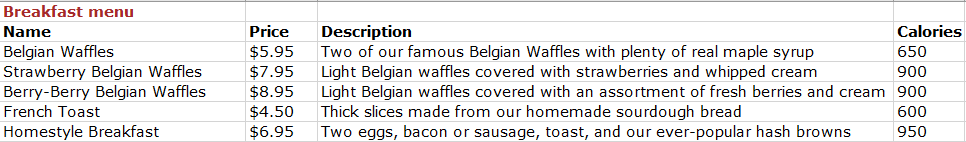 Breakfast menu
Name Price Description Calories
Belgian Waffles $5.95 Two of our famous Belgian Waffles with plenty of real maple syrup 650
Strawberry Belgian Waffles $7.95 Light Belgian waffles covered with strawberries and whipped cream 900
Berry-Berry Belgian Waffles $8.95 Light Belgian waffles covered with an assortment of fresh berries and cream 900
French Toast $4.50 Thick slices made from our homemade sourdough bread 600
Homestyle Breakfast $6.95 Two eggs, bacon or sausage, toast, and our ever-popular hash browns 950